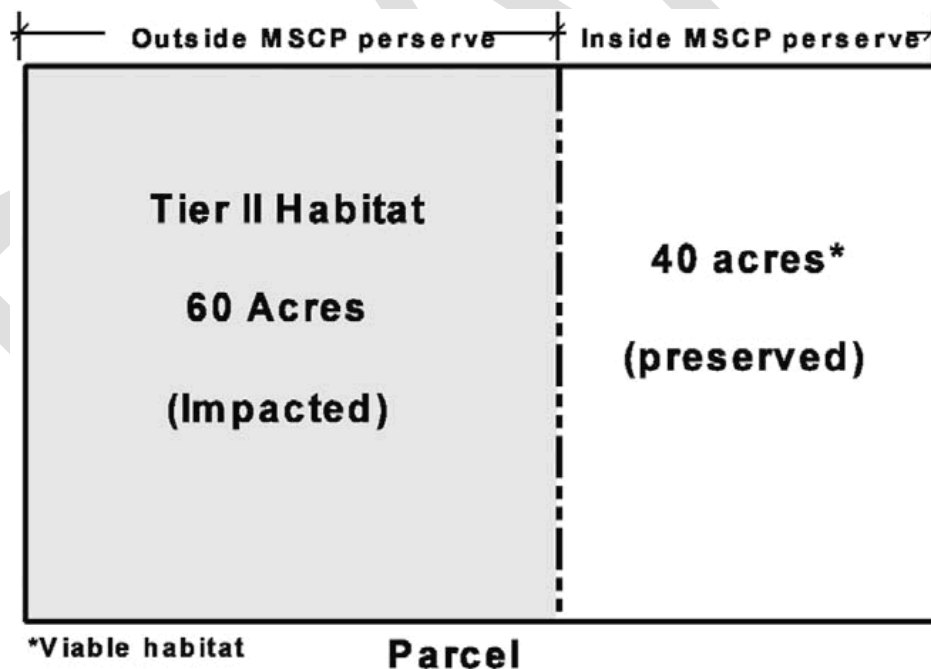 Outside MSCP perserve
Inside MSCP perserve
Tier II Habitat
60 Acres
(Impacted)
40 acres*
(preserved)
*Viable habitat
Parcel